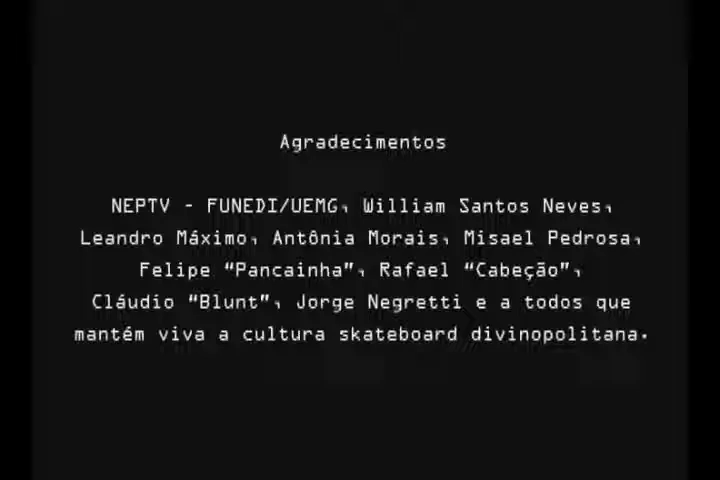 Agradecimentos
NEPTV - FUNEDI/UEMG, William Santos Neves,
Leandro Máximo, Antônia Morais, Misael Pedrosa,
Felipe “Pancainha”, Rafael “Cabeção”,
Cláudio “Blunt”, Jorge Negretti e a todos que
mantém viva a cultura skateboard divinopolitana.